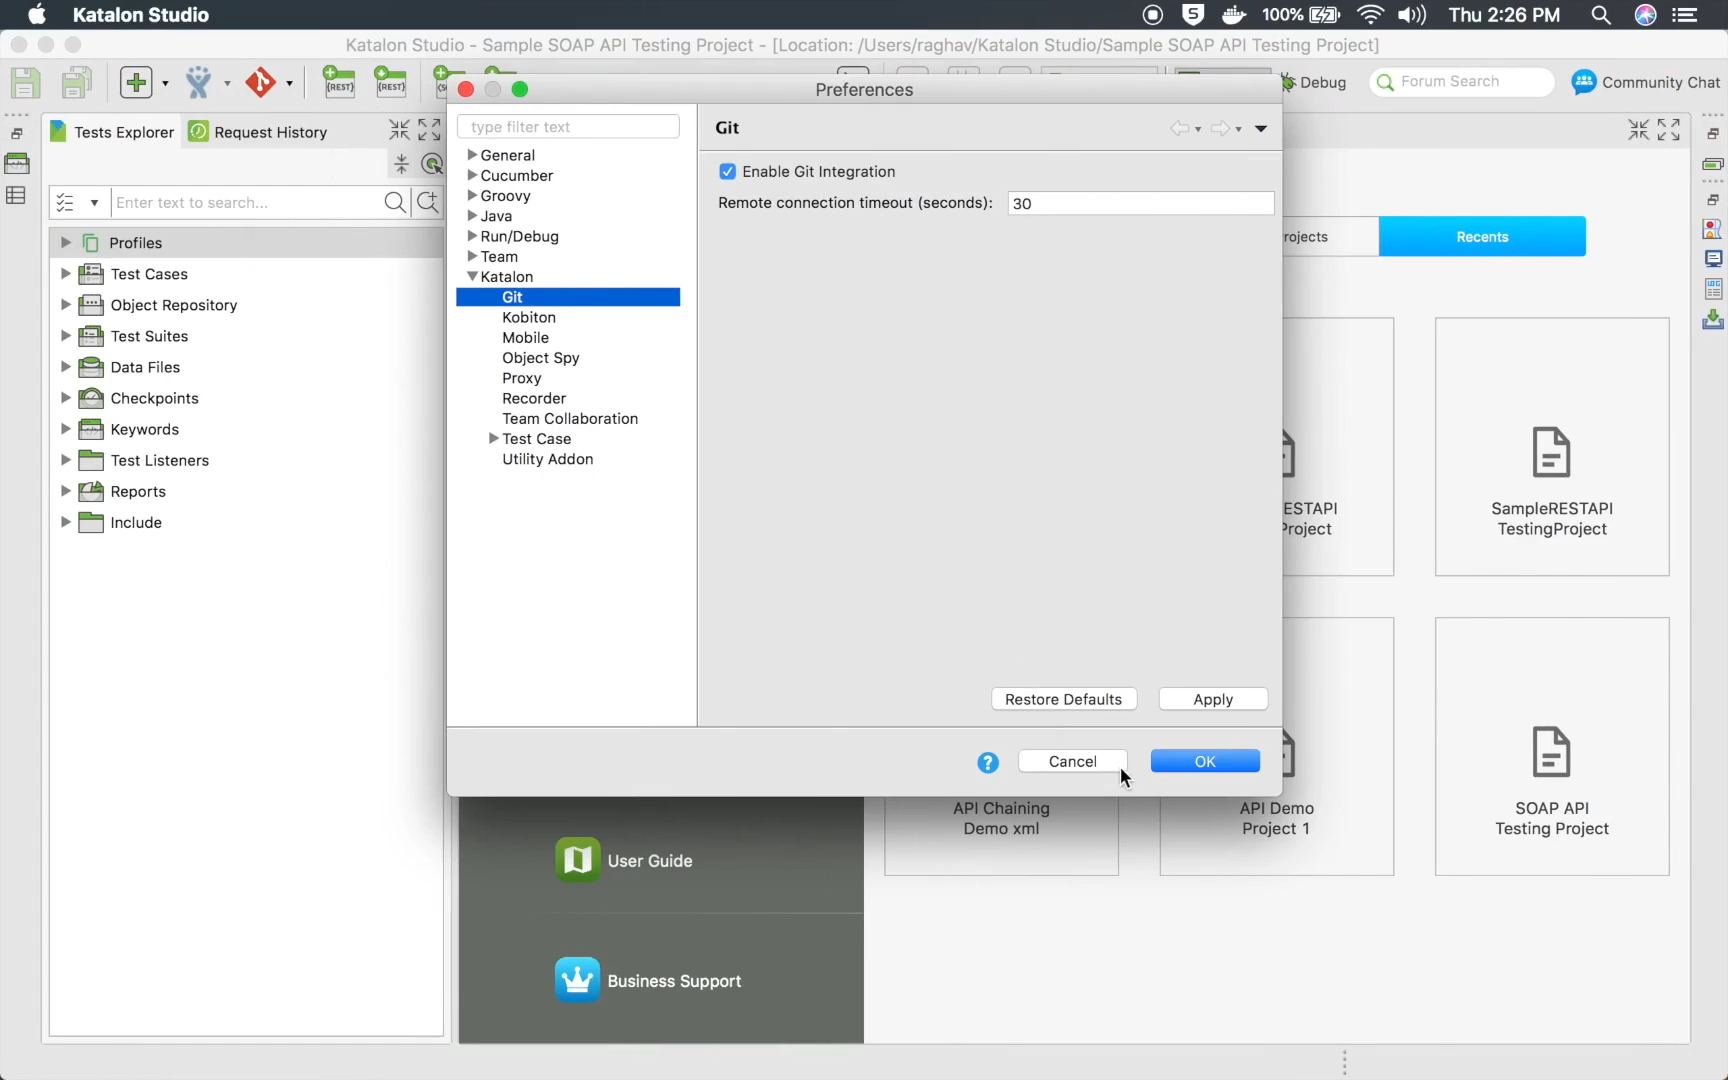 Katalon Studio
S
100%
Thu 2:26 PM
Katalon Studio - Sample SOAP API Testing Project - [Location: /Users/raghav/Katalon Studio/Sample SOAP API Testing Project]
{REST}
{REST}
Debug
Forum Search
Community Chat
Tests Explorer
Request History
Enter text to search...
Profiles
Test Cases
Object Repository
Test Suites
Data Files
Checkpoints
Keywords
Test Listeners
Reports
Include
Preferences
type filter text
General
Cucumber
Groovy
Java
Run/Debug
Team
Katalon
Git
Kobiton
Mobile
Object Spy
Proxy
Recorder
Team Collaboration
Test Case
Utility Addon
Git
Enable Git Integration
Remote connection timeout (seconds): 30
Restore Defaults
Apply
?
Cancel
OK
rojects
Recents
ESTAPI
Project
SampleRESTAPI
TestingProject
API Chaining
Demo xml
API Demo
Project 1
SOAP API
Testing Project
User Guide
Business Support
LOG